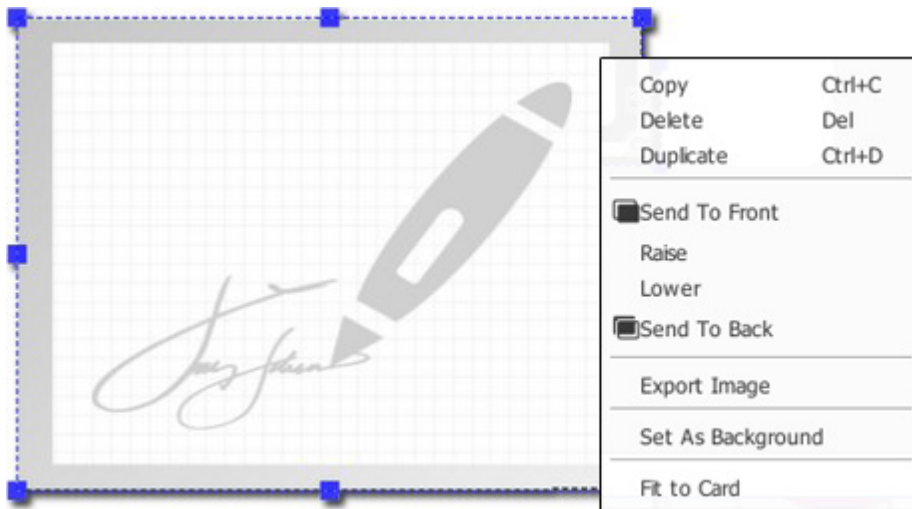 Copy Ctrl+C
Delete Del
Duplicate Ctrl+D
Send To Front
Raise
Lower
Send To Back
Export Image
Set As Background
Fit to Card